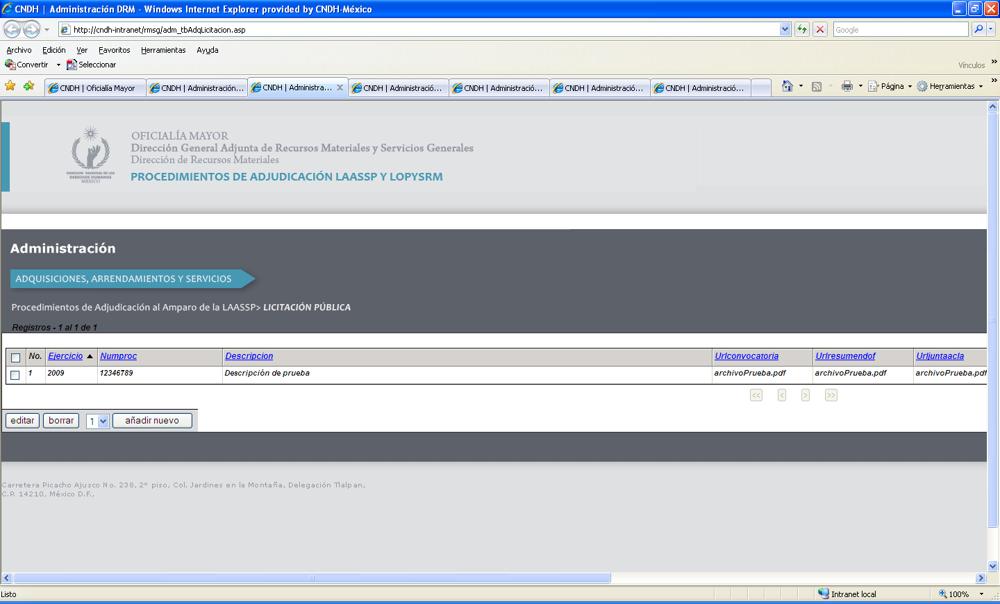 CNDH | Administración DRM - Windows Internet Explorer provided by CNDH-México
http://cndh-intranet/rmsg/adm_tbAdqLicitacion.asp
Google
Archivo Edición Ver Favoritos Herramientas Ayuda
Convertir Seleccionar
Vínculos »
CNDH | Oficialía Mayor CNDH | Administración... CNDH | Administra... CNDH | Administració... CNDH | Administració... CNDH | Administració... CNDH | Administració... Página Herramientas »
OFICIALÍA MAYOR
Dirección General Adjunta de Recursos Materiales y Servicios Generales
Dirección de Recursos Materiales
PROCEDIMIENTOS DE ADJUDICACIÓN LAASSP Y LOPYSRM
COMISION NACIONAL DE LOS
DERECHOS HUMANOS
MEXICO
Administración
ADQUISICIONES, ARRENDAMIENTOS Y SERVICIOS
Procedimientos de Adjudicación al Amparo de la LAASSP> LICITACIÓN PÚBLICA
Registros - 1 al 1 de 1
No. Ejercicio Numproc Descripcion Urlconvocatoria Urlresumendof Urljuntaacla
1 2009 12346789 Descripción de prueba archivoPrueba.pdf archivoPrueba.pdf archivoPrueba.pdf
<< < > >>
editar borrar 1 añadir nuevo
Carretera Picacho Ajusco No. 238, 2° piso, Col. Jardines en la Montaña, Delegación Tlalpan,
C.P. 14210, México D.F.,
Listo Intranet local 100%